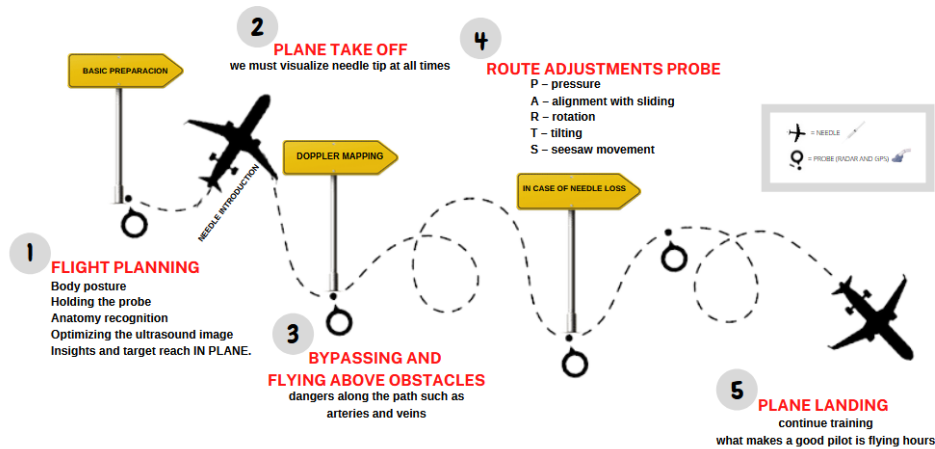 2
PLANE TAKE OFF
we must visualize needle tip at all times
4
ROUTE ADJUSTMENTS PROBE
P – pressure
A – alignment with sliding
R – rotation
T – tilting
S – seesaw movement
BASIC PREPARACION
= NEEDLE
= PROBE (RADAR AND GPS)
DOPPLER MAPPING
IN CASE OF NEEDLE LOSS
NEEDLE INTRODUCTION
1
FLIGHT PLANNING
Body posture
Holding the probe
Anatomy recognition
Optimizing the ultrasound image
Insights and target reach IN PLANE.
3
BYPASSING AND
FLYING ABOVE OBSTACLES
dangers along the path such as
arteries and veins
5
PLANE LANDING
continue training
what makes a good pilot is flying hours